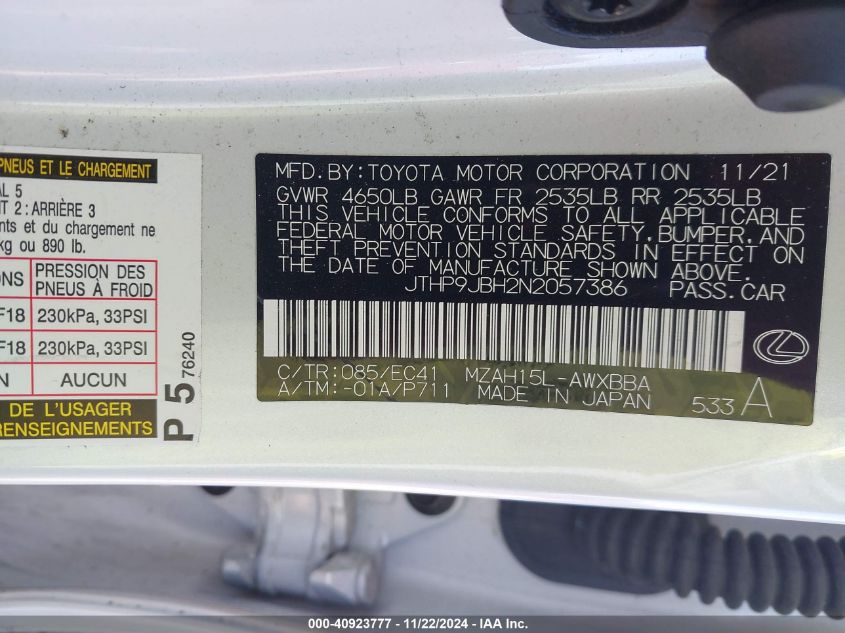 PNEUS ET LE CHARGEMENT
AL 5
T 2 : ARRIÈRE 3
ents et du chargement ne
kg ou 890 lb.
ONS PRESSION DES PNEUS À FROID
F18 230kPa, 33PSI
F18 230kPa, 33PSI
N AUCUN
DE L'USAGER
RENSEIGNEMENTS
P 5 76240
MFD. BY: TOYOTA MOTOR CORPORATION 11/21
GVWR 4650LB GAWR FR 2535LB RR 2535LB
THIS VEHICLE CONFORMS TO ALL APPLICABLE
FEDERAL MOTOR VEHICLE SAFETY, BUMPER, AND
THEFT PREVENTION STANDARDS IN EFFECT ON
THE DATE OF MANUFACTURE SHOWN ABOVE.
JTHP9JBH2N2057386 PASS.CAR
C/TR: 085/EC41 MZAH15L-AWXBBA
A/TM: -01A/P711 MADE IN JAPAN 533 A
000-40923777 - 11/22/2024 - IAA Inc.